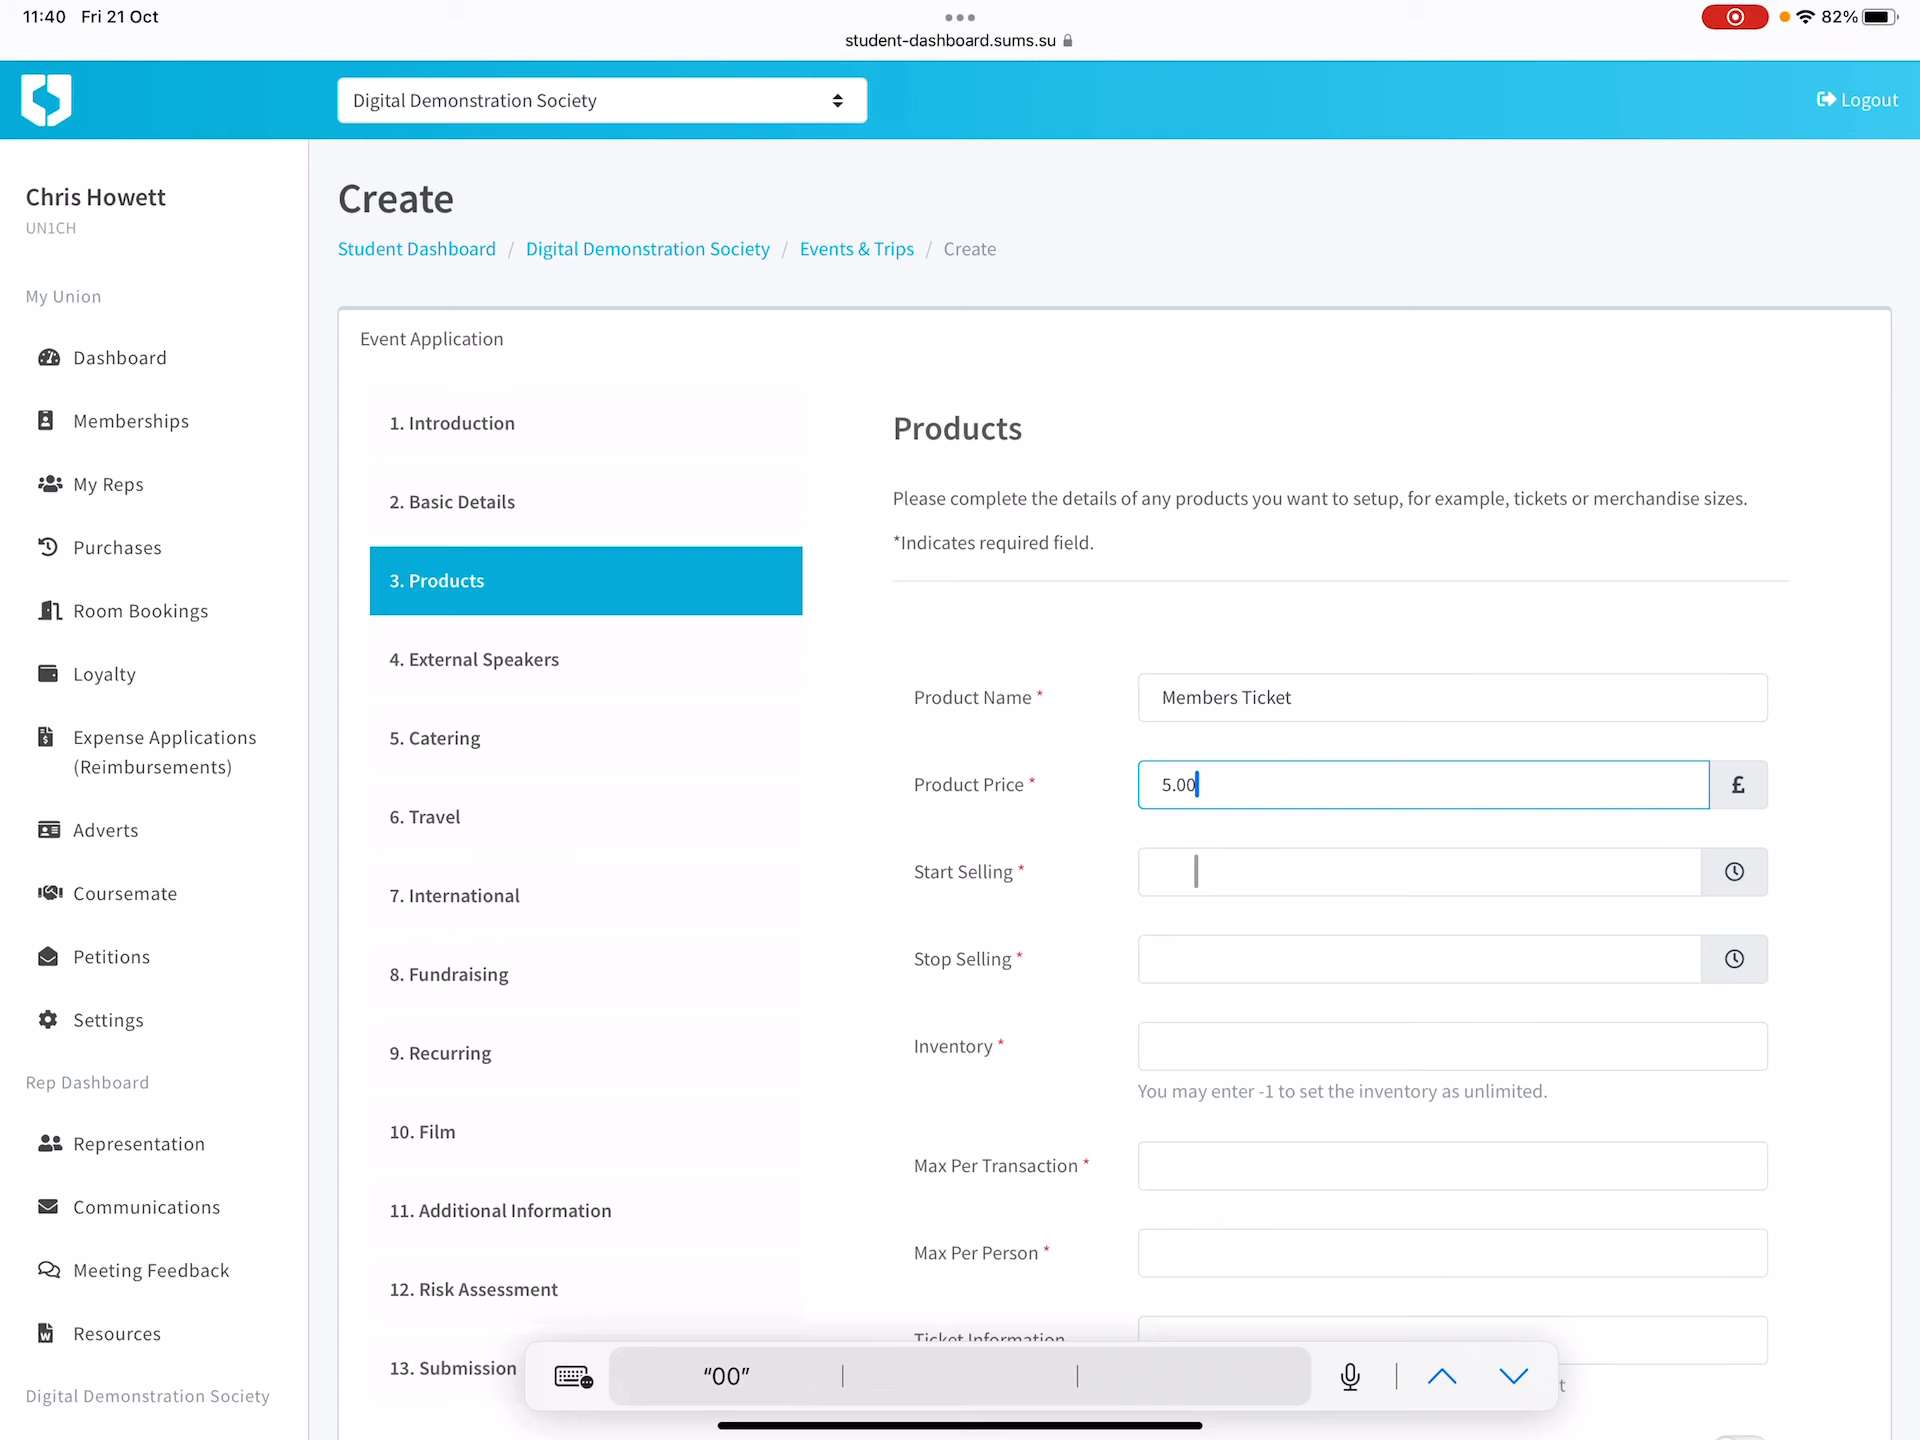 11:40 Fri 21 Oct
82%
student-dashboard.sums.su
Digital Demonstration Society
Logout
Chris Howett
UN1CH
My Union
Dashboard
Memberships
My Reps
Purchases
Room Bookings
Loyalty
Expense Applications
(Reimbursements)
Adverts
Coursemate
Petitions
Settings
Rep Dashboard
Representation
Communications
Meeting Feedback
Resources
Digital Demonstration Society
Create
Student Dashboard / Digital Demonstration Society / Events & Trips / Create
Event Application
1. Introduction
2. Basic Details
3. Products
4. External Speakers
5. Catering
6. Travel
7. International
8. Fundraising
9. Recurring
10. Film
11. Additional Information
12. Risk Assessment
13. Submission
Products
Please complete the details of any products you want to setup, for example, tickets or merchandise sizes.
*Indicates required field.
Product Name * Members Ticket
Product Price * 5.00 £
Start Selling *
Stop Selling *
Inventory *
You may enter -1 to set the inventory as unlimited.
Max Per Transaction *
Max Per Person *
Ticket Information
"00"